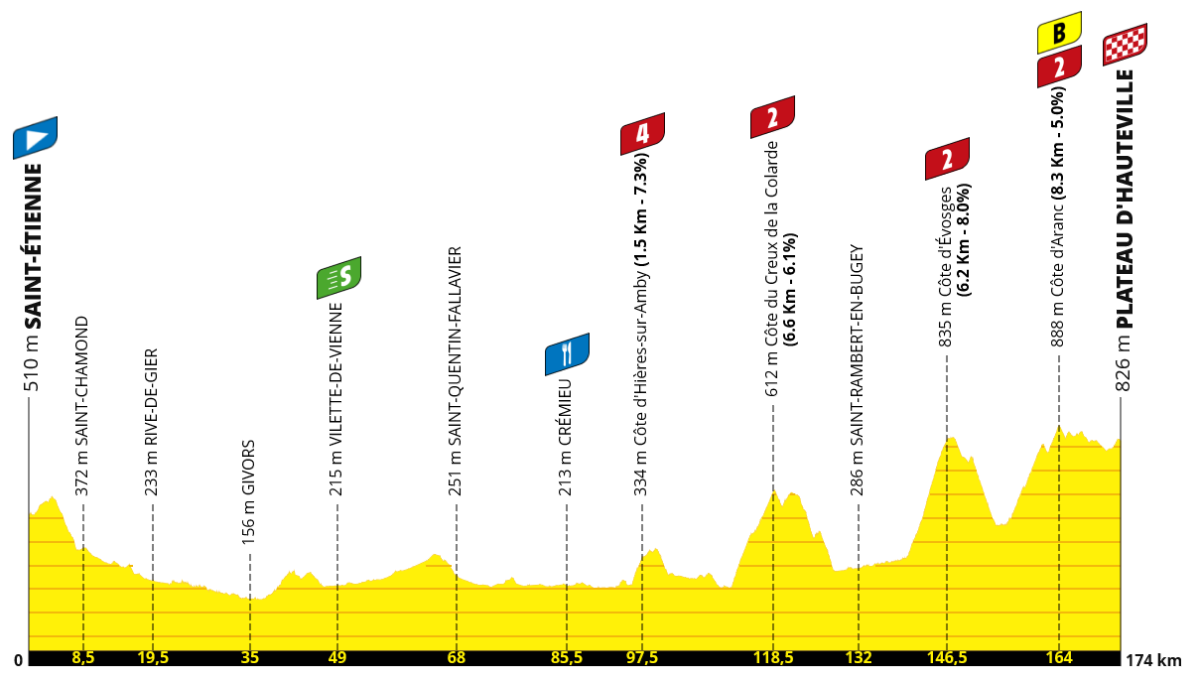 510 m SAINT-ÉTIENNE
372 m SAINT-CHAMOND
233 m RIVE-DE-GIER
156 m GIVORS
S
215 m VILETTE-DE-VIENNE
251 m SAINT-QUENTIN-FALLAVIER
213 m CRÉMIEU
4
334 m Côte d'Hières-sur-Amby (1.5 Km - 7.3%)
2
612 m Côte du Creux de la Colarde
(6.6 Km - 6.1%)
286 m SAINT-RAMBERT-EN-BUGEY
2
835 m Côte d'Évosges
(6.2 Km - 8.0%)
B
2
888 m Côte d'Aranc (8.3 Km - 5.0%)
826 m PLATEAU D'HAUTEVILLE
0 8,5 19,5 35 49 68 85,5 97,5 118,5 132 146,5 164 174 km